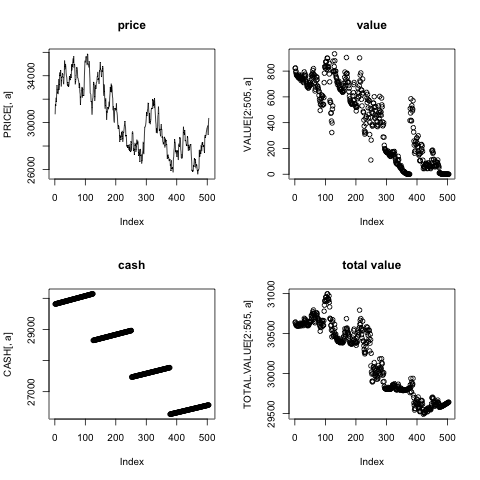 price
PRICE[, a]
26000 30000 34000
0 100 200 300 400 500
Index
value
VALUE[2:505, a]
0 200 400 600 800
0 100 200 300 400 500
Index
cash
CASH[, a]
27000 29000
0 100 200 300 400 500
Index
total value
TOTAL.VALUE[2:505, a]
29500 30000 30500 31000
0 100 200 300 400 500
Index